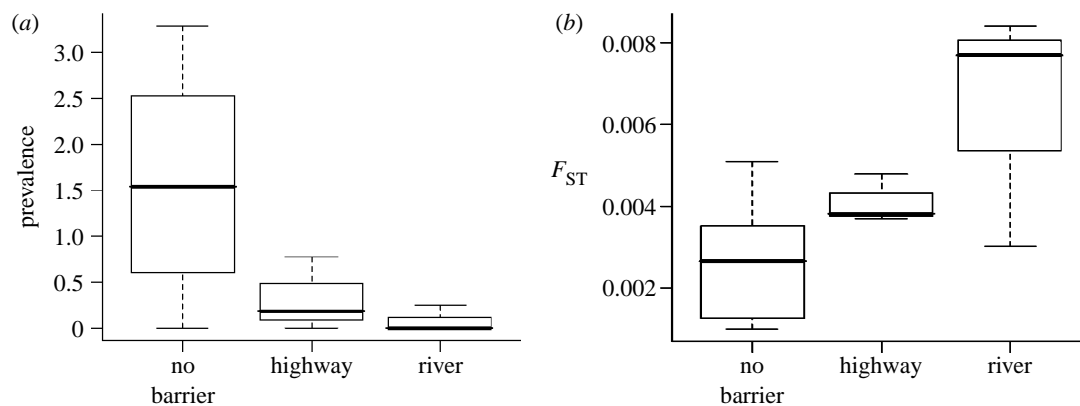 (a)
3.0
2.5
2.0
1.5
1.0
0.5
0
prevalence
no
barrier
highway
river
(b)
0.008
0.006
0.004
0.002
F_ST
no
barrier
highway
river